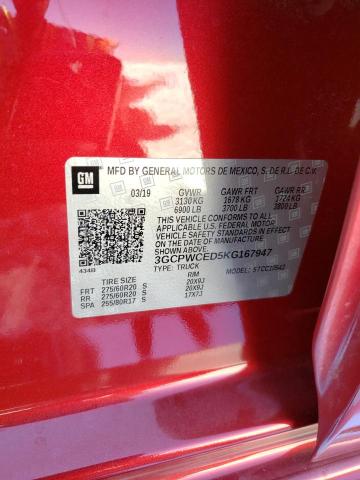 GM
MFD BY GENERAL MOTORS DE MEXICO, S. DE R.L. DE C.V.
03/19 GVWR GAWR FRT GAWR RR
3130 KG 1678 KG 1724 KG
6900 LB 3700 LB 3800 LB
THIS VEHICLE CONFORMS TO ALL
APPLICABLE U.S. FEDERAL MOTOR
VEHICLE SAFETY STANDARDS IN EFFECT ON
THE DATE OF MANUFACTURE SHOWN ABOVE.
3GCPWCED5KG167947
434B TYPE: TRUCK
MODEL:
TIRE SIZE RIM
FRT 275/60R20 S 20X9J
RR 275/60R20 S 20X9J
SPA 255/80R17 S 17X7J